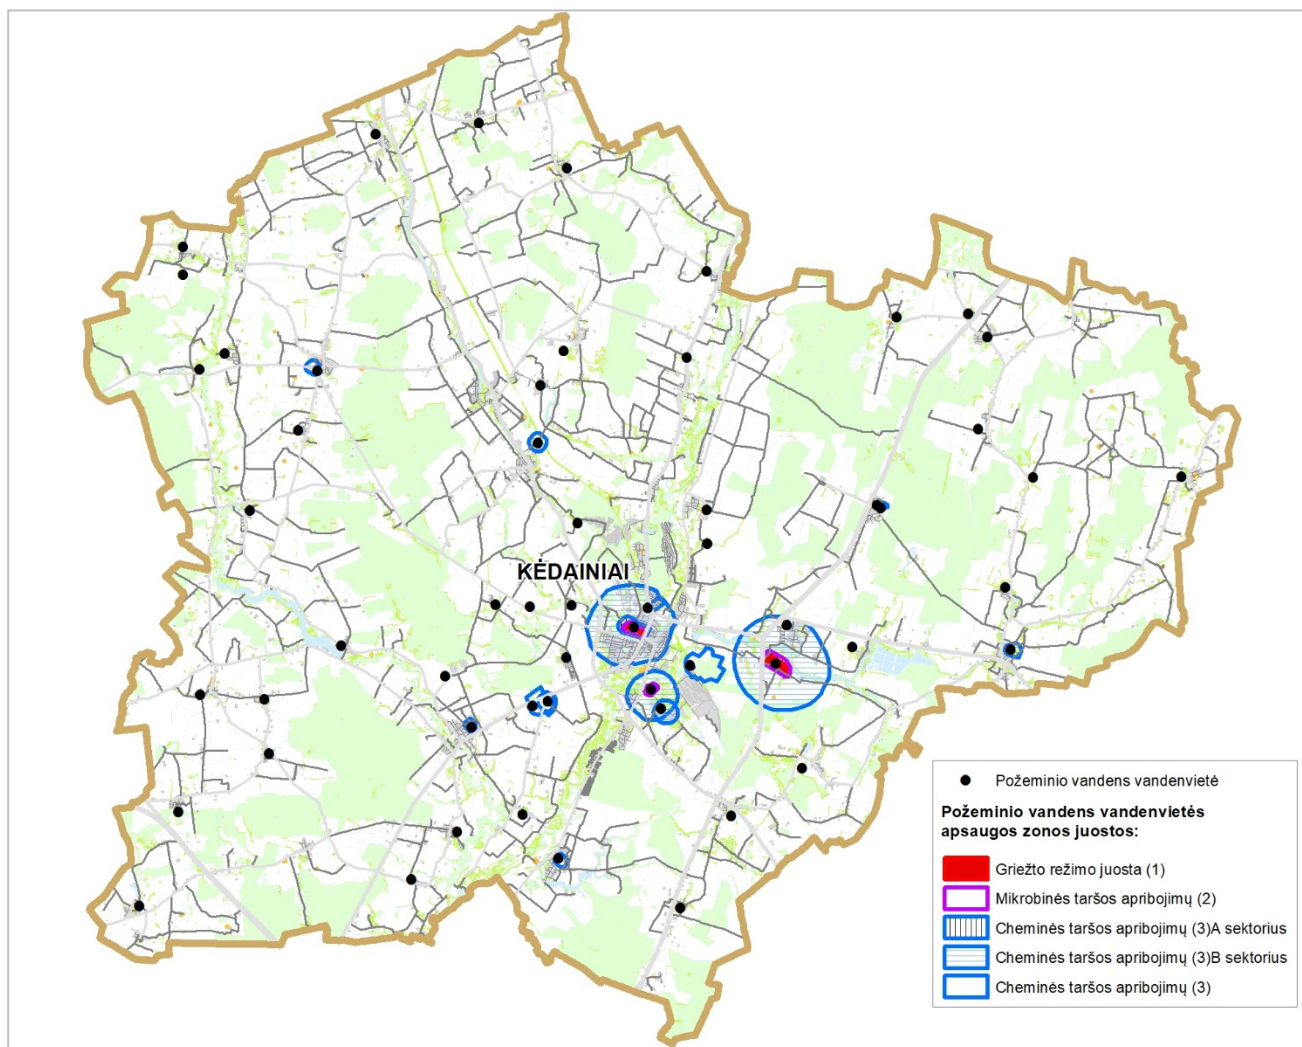 KĖDAINIAI
Požeminio vandens vandenvietė
Požeminio vandens vandenvietės
apsaugos zonos juostos:
Griežto režimo juosta (1)
Mikrobinės taršos apribojimų (2)
Cheminės taršos apribojimų (3)A sektorius
Cheminės taršos apribojimų (3)B sektorius
Cheminės taršos apribojimų (3)